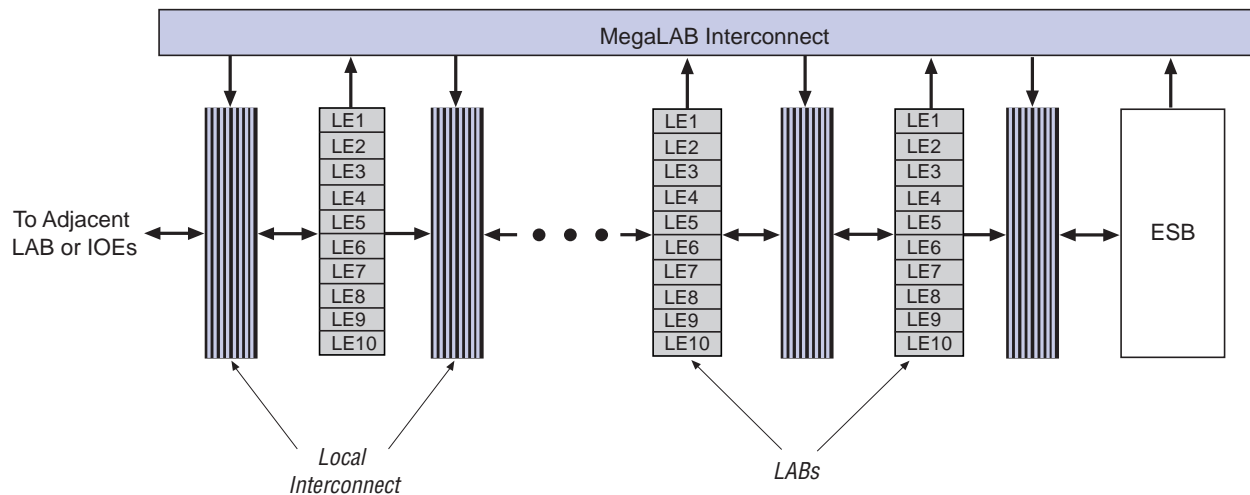 MegaLAB Interconnect
To Adjacent
LAB or IOEs
LE1
LE2
LE3
LE4
LE5
LE6
LE7
LE8
LE9
LE10
LE1
LE2
LE3
LE4
LE5
LE6
LE7
LE8
LE9
LE10
LE1
LE2
LE3
LE4
LE5
LE6
LE7
LE8
LE9
LE10
ESB
Local
Interconnect
LABs